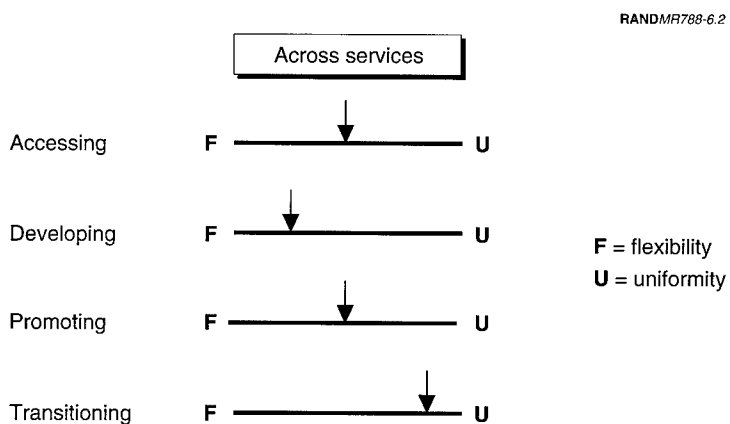 RANDMR788-6.2
Across services
Accessing F U
Developing F U
F = flexibility
U = uniformity
Promoting F U
Transitioning F U